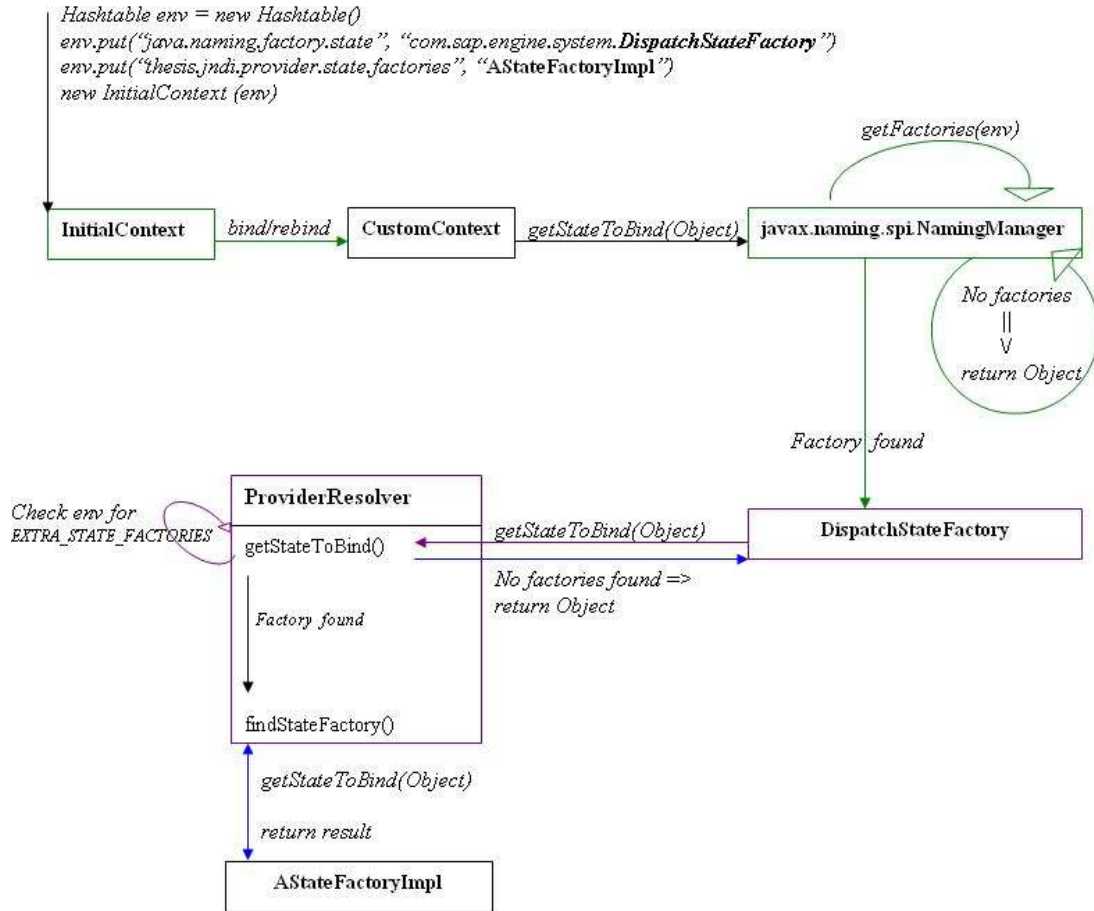 Hashtable env = new Hashtable()
env.put(“java.naming.factory.state”, “com.sap.engine.system.DispatchStateFactory”)
env.put(“thesis.jndi.provider.state.factories”, “AStateFactoryImpl”)
new InitialContext (env)
getFactories(env)
InitialContext
bind/rebind
CustomContext
getStateToBind(Object)
javax.naming.spi.NamingManager
No factories
||
V
return Object
Factory found
ProviderResolver
Check env for
EXTRA_STATE_FACTORIES
getStateToBind()
getStateToBind(Object)
DispatchStateFactory
No factories found =>
return Object
Factory found
findStateFactory()
getStateToBind(Object)
return result
AStateFactoryImpl